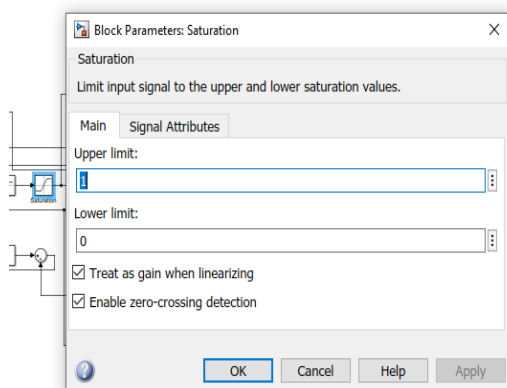 Block Parameters: Saturation
Saturation
Limit input signal to the upper and lower saturation values.
Main Signal Attributes
Upper limit:
1
Saturation
Lower limit:
0
Treat as gain when linearizing
Enable zero-crossing detection
OK Cancel Help Apply